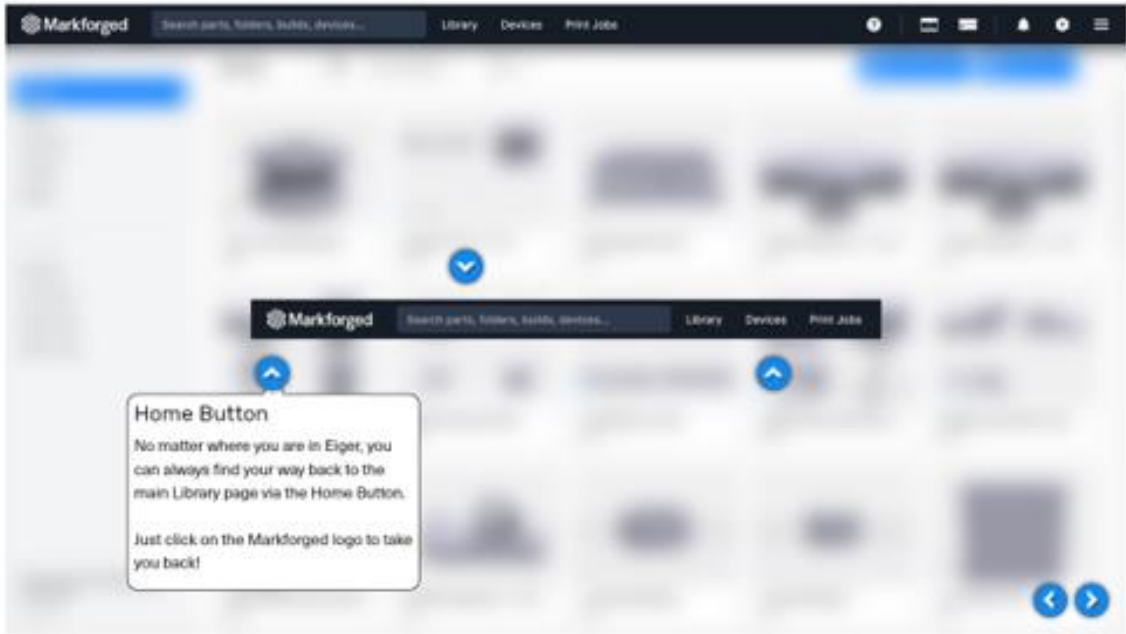 Markforged Search parts, folders, builds, devices... Library Devices Print Jobs
Markforged Search parts, folders, builds, devices... Library Devices Print Jobs
Home Button
No matter where you are in Eiger, you
can always find your way back to the
main Library page via the Home Button.
Just click on the Markforged logo to take
you back!